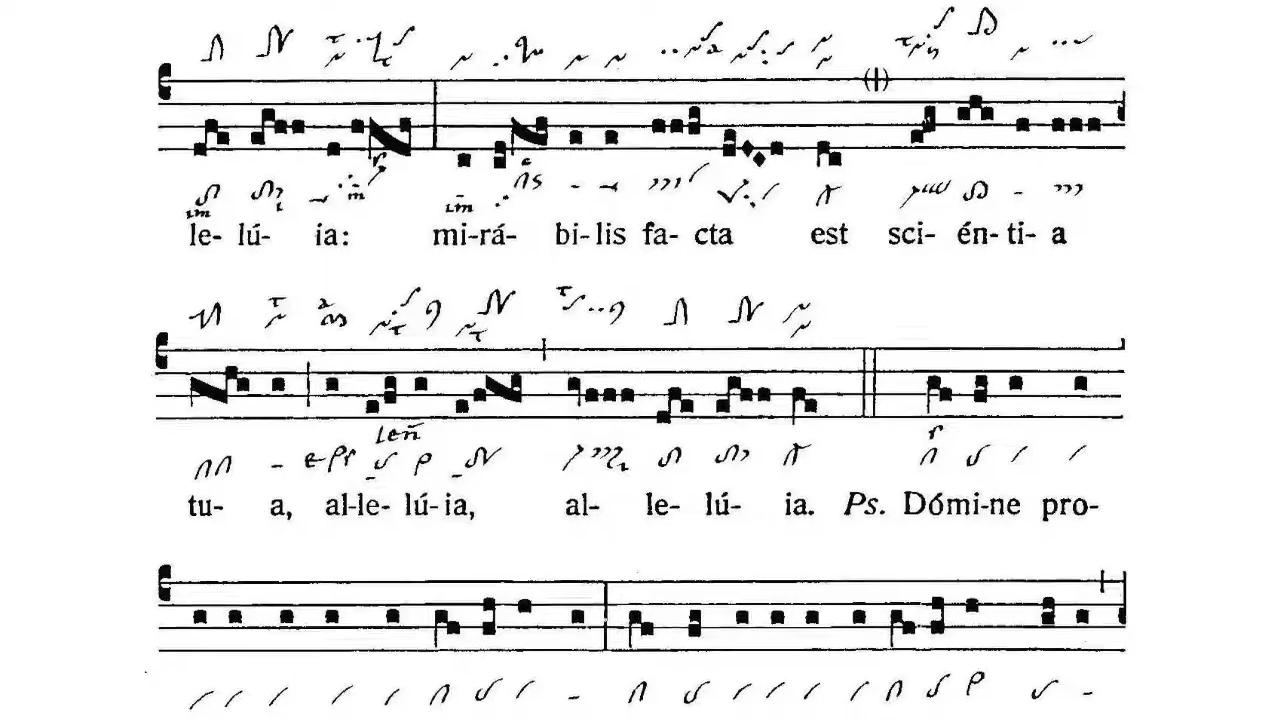 le- lú- ia: mi-rá- bi-lis fa- cta est sci- én-ti- a
tu- a, al-le- lú-ia, al- le- lú- ia. Ps. Dómi-ne pro-